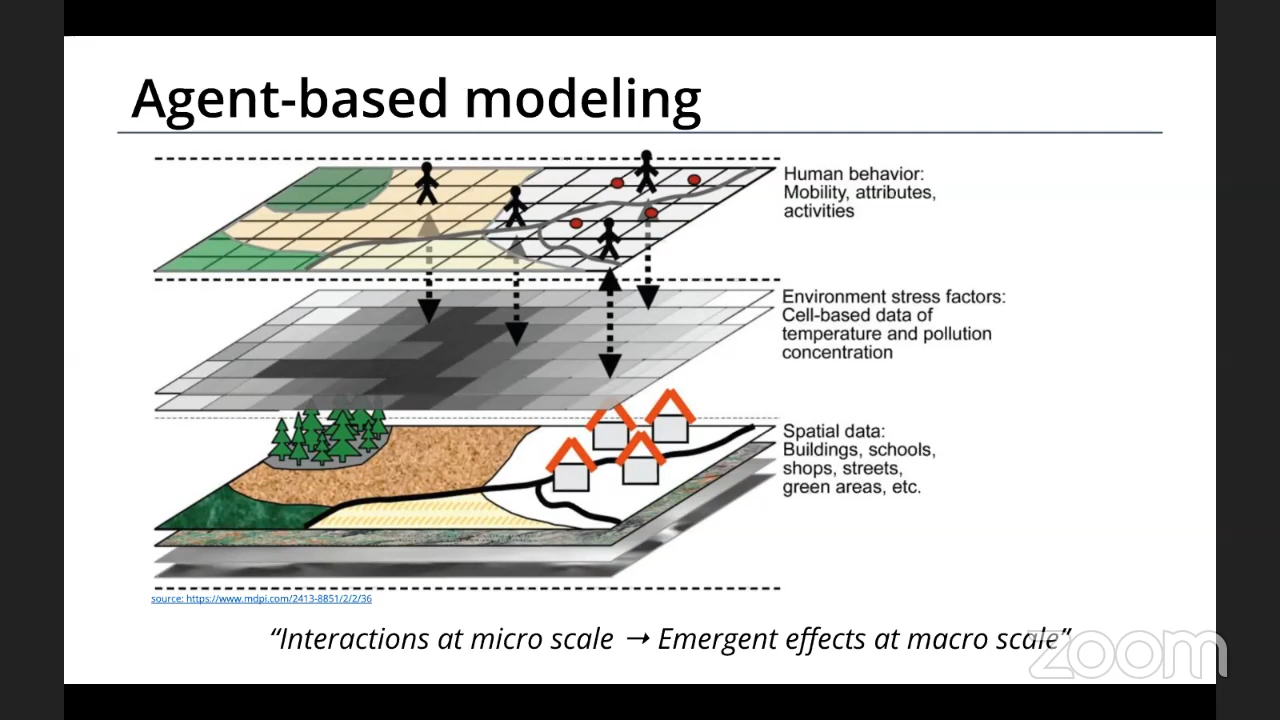 Agent-based modeling
Human behavior:
Mobility, attributes,
activities
Environment stress factors:
Cell-based data of
temperature and pollution
concentration
Spatial data:
Buildings, schools,
shops, streets,
green areas, etc.
source: https://www.mdpi.com/2413-8851/2/2/36
“Interactions at micro scale → Emergent effects at macro scale”
zoom